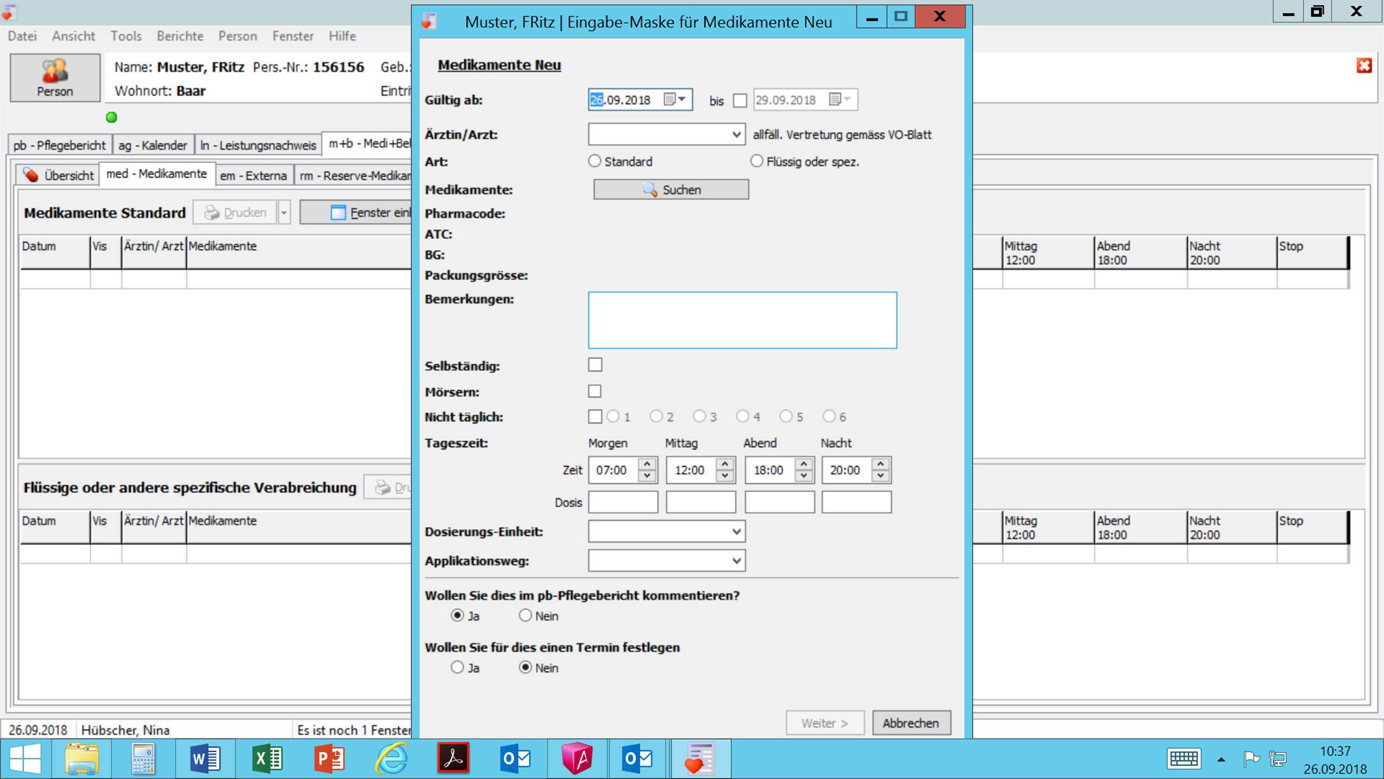 Muster, FRitz | Eingabe-Maske für Medikamente Neu
Datei Ansicht Tools Berichte Person Fenster Hilfe
Person
Name: Muster, FRitz Pers.-Nr.: 156156 Geb.:
Wohnort: Baar
pb - Pflegebericht ag - Kalender ln - Leistungsnachweis m+b - Medi+Bel
Übersicht med - Medikamente em - Externa rm - Reserve-Medikam
Medikamente Standard Drucken Fenster
Datum Vis Ärztin/ Arzt Medikamente
Mittag 12:00 Abend 18:00 Nacht 20:00 Stop
Flüssige oder andere spezifische Verabreichung
Datum Vis Ärztin/ Arzt Medikamente
Mittag 12:00 Abend 18:00 Nacht 20:00 Stop
Medikamente Neu
Gültig ab: 26.09.2018 bis 29.09.2018
Ärztin/Arzt: allfäll. Vertretung gemäss VO-Blatt
Art: Standard Flüssig oder spez.
Medikamente: Suchen
Pharmacode:
ATC:
BG:
Packungsgrösse:
Bemerkungen:
Selbständig:
Mörsern:
Nicht täglich: 1 2 3 4 5 6
Tageszeit: Morgen Mittag Abend Nacht
Zeit 07:00 12:00 18:00 20:00
Dosis
Dosierungs-Einheit:
Applikationsweg:
Wollen Sie dies im pb-Pflegebericht kommentieren?
Ja Nein
Wollen Sie für dies einen Termin festlegen
Ja Nein
Weiter > Abbrechen
26.09.2018 Hübscher, Nina Es ist noch 1 Fenster
10:37
26.09.2018